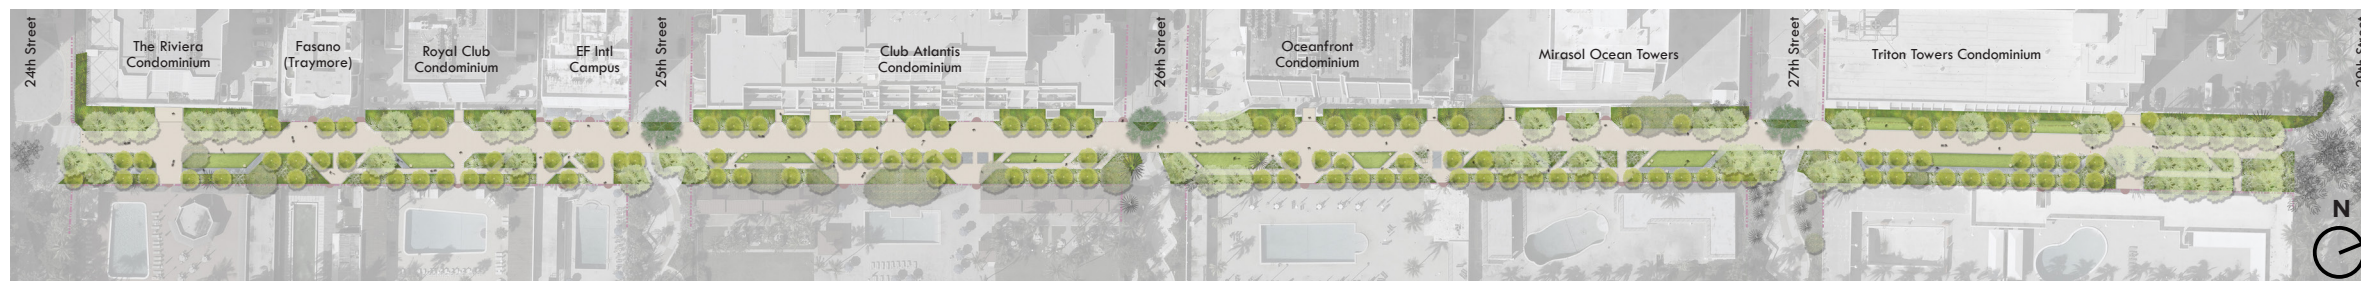 24th Street
The Riviera
Condominium
Fasano
(Traymore)
Royal Club
Condominium
EF Intl
Campus
25th Street
Club Atlantis
Condominium
26th Street
Oceanfront
Condominium
Mirasol Ocean Towers
27th Street
Triton Towers Condominium
Street
N